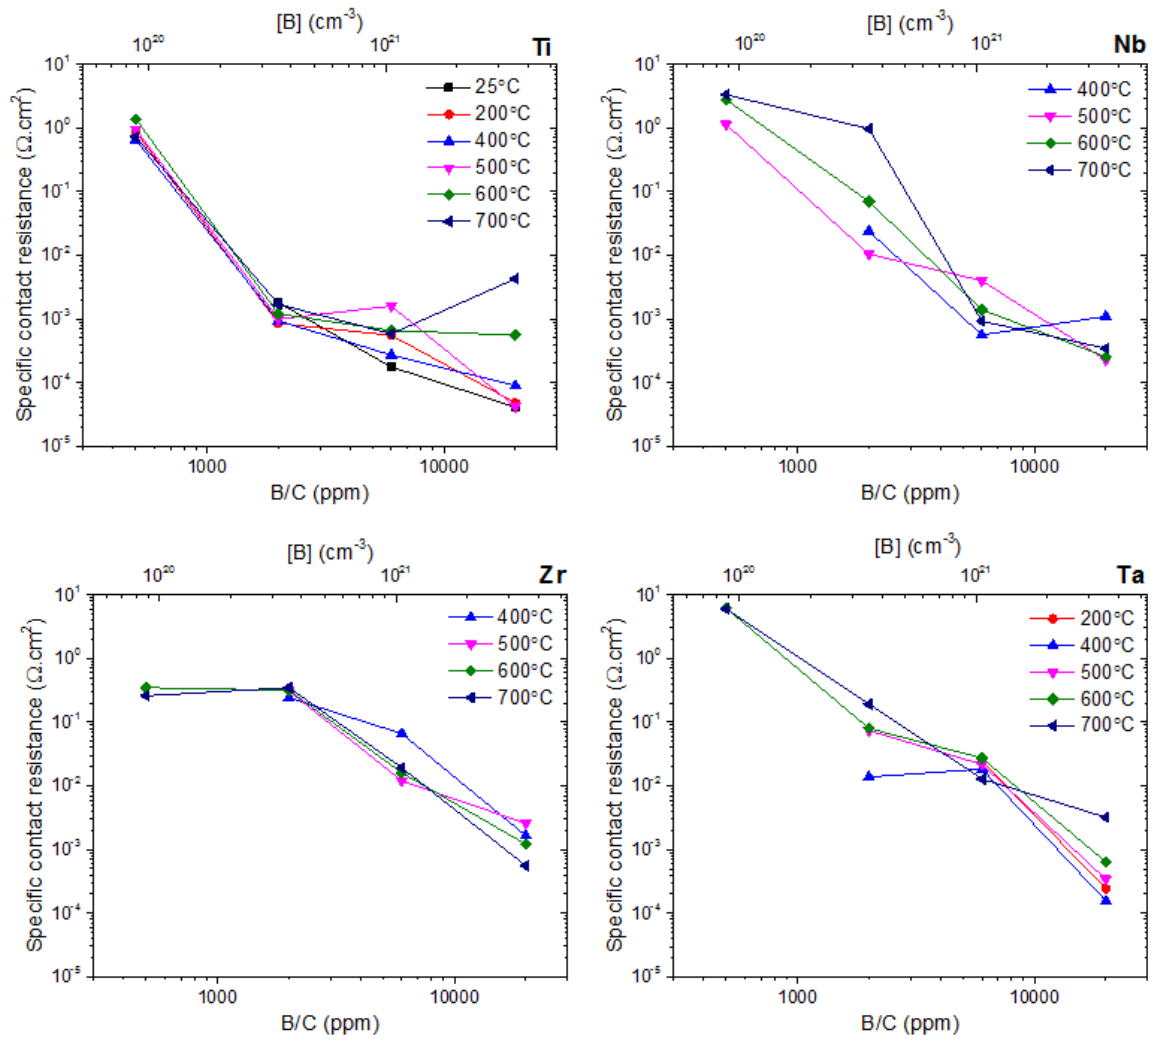 [B] (cm⁻³)
10²⁰ 10²¹ Ti
Specific contact resistance (Ω.cm²)
10¹
10⁰
10⁻¹
10⁻²
10⁻³
10⁻⁴
10⁻⁵
25°C
200°C
400°C
500°C
600°C
700°C
1000 10000
B/C (ppm)
[B] (cm⁻³)
10²⁰ 10²¹ Nb
Specific contact resistance (Ω.cm²)
10¹
10⁰
10⁻¹
10⁻²
10⁻³
10⁻⁴
10⁻⁵
400°C
500°C
600°C
700°C
1000 10000
B/C (ppm)
[B] (cm⁻³)
10²⁰ 10²¹ Zr
Specific contact resistance (Ω.cm²)
10¹
10⁰
10⁻¹
10⁻²
10⁻³
10⁻⁴
10⁻⁵
400°C
500°C
600°C
700°C
1000 10000
B/C (ppm)
[B] (cm⁻³)
10²⁰ 10²¹ Ta
Specific contact resistance (Ω.cm²)
10¹
10⁰
10⁻¹
10⁻²
10⁻³
10⁻⁴
10⁻⁵
200°C
400°C
500°C
600°C
700°C
1000 10000
B/C (ppm)